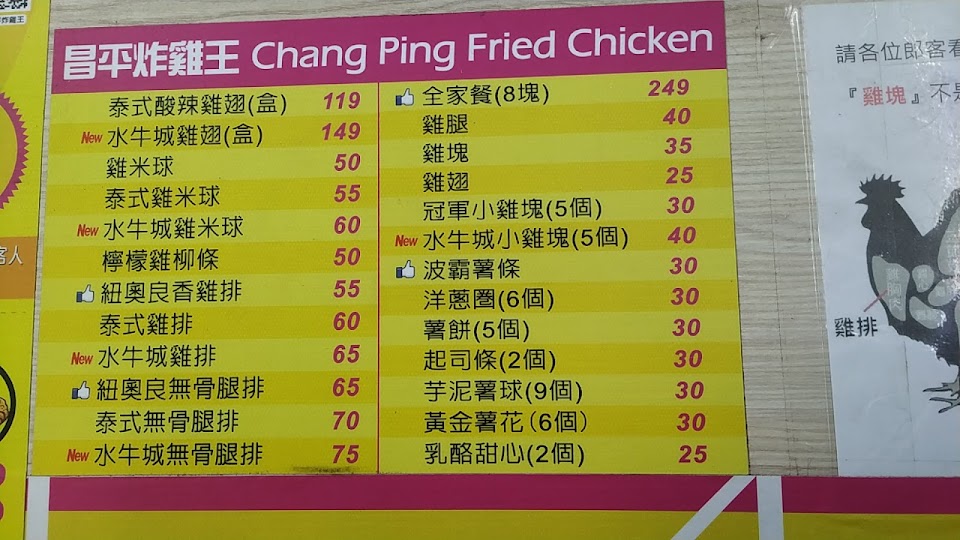 炸雞王
昌平炸雞王 Chang Ping Fried Chicken
泰式酸辣雞翅(盒) 119
New 水牛城雞翅(盒) 149
雞米球 50
泰式雞米球 55
New 水牛城雞米球 60
檸檬雞柳條 50
紐奧良香雞排 55
泰式雞排 60
New 水牛城雞排 65
紐奧良無骨腿排 65
泰式無骨腿排 70
New 水牛城無骨腿排 75
全家餐(8塊) 249
雞腿 40
雞塊 35
雞翅 25
冠軍小雞塊(5個) 30
New 水牛城小雞塊(5個) 40
波霸薯條 30
洋蔥圈(6個) 30
薯餅(5個) 30
起司條(2個) 30
芋泥薯球(9個) 30
黃金薯花(6個) 30
乳酪甜心(2個) 25
客人
請各位郎客看
『雞塊』不是
雞排